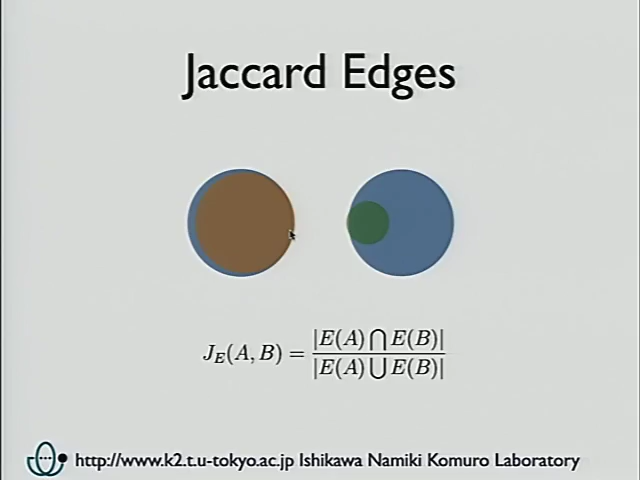 Jaccard Edges
J_E(A, B) = |E(A) ⋂ E(B)| / |E(A) ⋃ E(B)|
http://www.k2.t.u-tokyo.ac.jp Ishikawa Namiki Komuro Laboratory